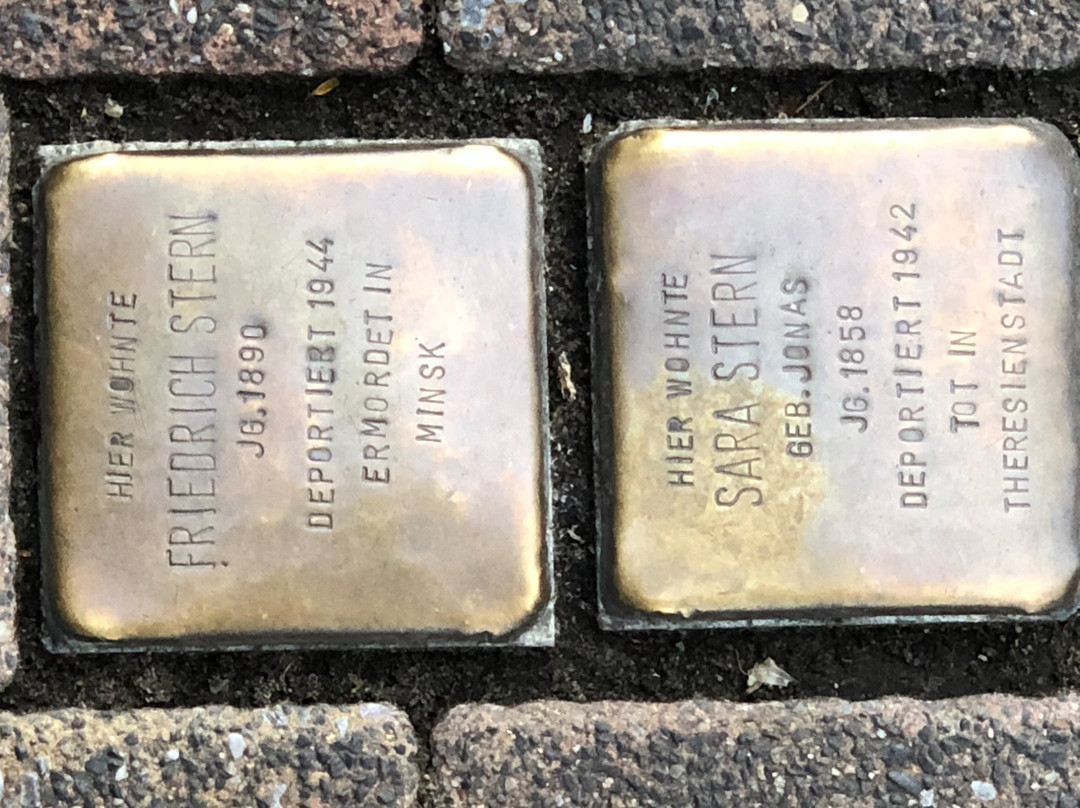 HIER WOHNTE
FRIEDRICH STERN
JG.1890
DEPORTIERT 1944
ERMORDET IN
MINSK
HIER WOHNTE
SARA STERN
GEB.JONAS
JG.1858
DEPORTIERT 1942
TOT IN
THERESIENSTADT